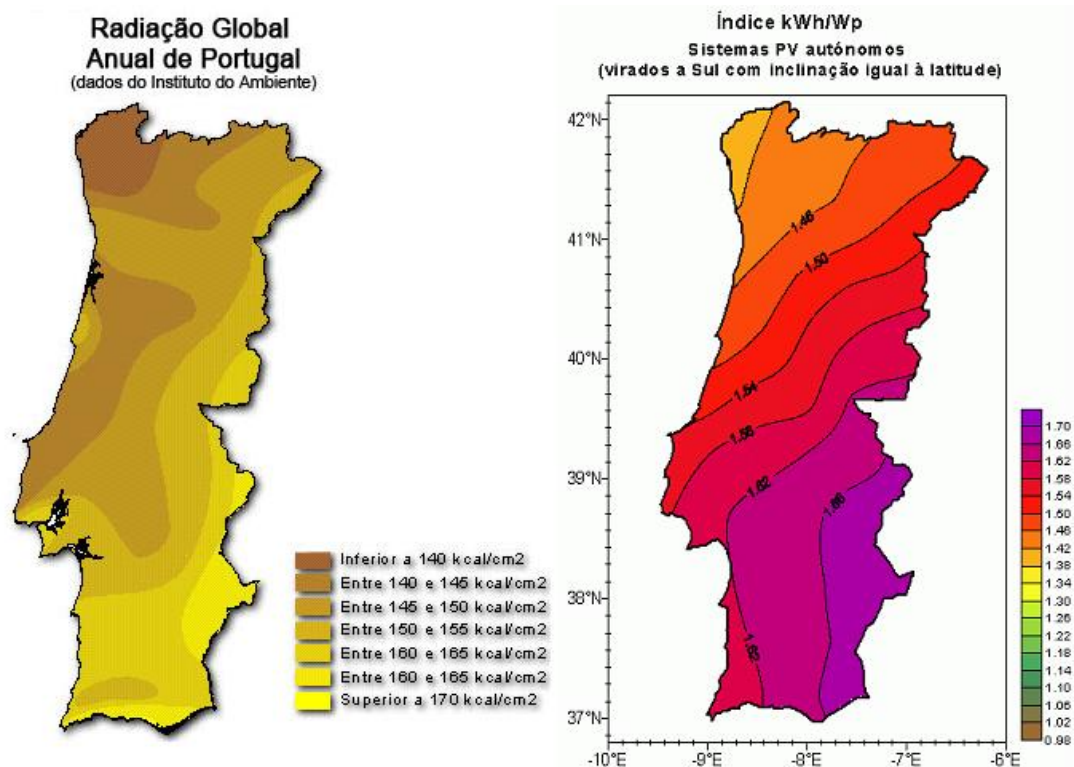 Radiação Global
Anual de Portugal
(dados do Instituto do Ambiente)
Inferior a 140 kcal/cm2
Entre 140 e 145 kcal/cm2
Entre 145 e 150 kcal/cm2
Entre 150 e 155 kcal/cm2
Entre 160 e 165 kcal/cm2
Entre 160 e 165 kcal/cm2
Superior a 170 kcal/cm2
Índice kWh/Wp
Sistemas PV autónomos
(virados a Sul com inclinação igual à latitude)
42°N
41°N
40°N
39°N
38°N
37°N
-10°W
-9°W
-8°W
-7°W
-6°W
1.46
1.50
1.54
1.58
1.62
1.66
1.62
1.70
1.66
1.62
1.58
1.54
1.50
1.46
1.42
1.38
1.34
1.30
1.26
1.22
1.18
1.14
1.10
1.06
1.02
0.98